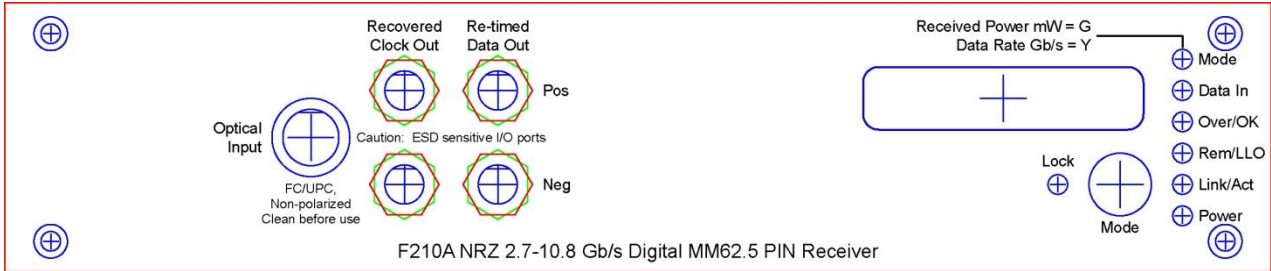 Recovered
Clock Out
Re-timed
Data Out
Received Power mW = G
Data Rate Gb/s = Y
Mode
Pos
Data In
Optical
Input
Caution: ESD sensitive I/O ports
Over/OK
Lock
Rem/LLO
FC/UPC,
Non-polarized
Clean before use
Neg
Link/Act
Mode
Power
F210A NRZ 2.7-10.8 Gb/s Digital MM62.5 PIN Receiver